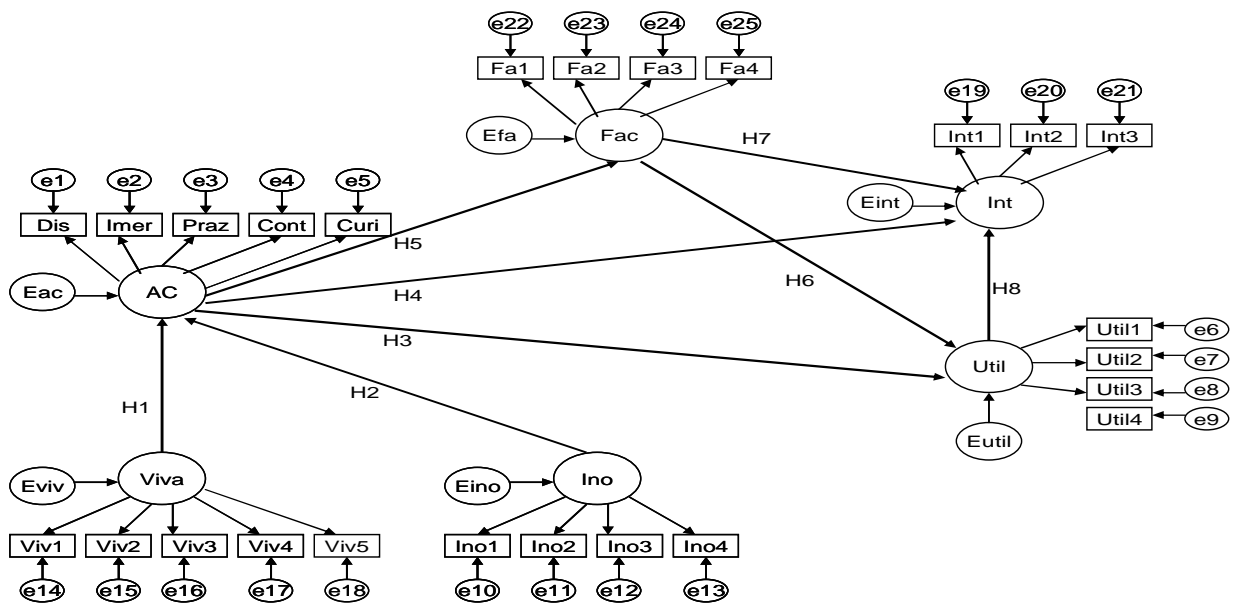 e22 e23 e24 e25
Fa1 Fa2 Fa3 Fa4
e19 e20 e21
Efa Fac H7 Int1 Int2 Int3
e1 e2 e3 e4 e5
Eint Int
Dis Imer Praz Cont Curi
H5
Eac AC H4 H6 H8
H3
Util1 e6
Util Util2 e7
Util3 e8
H1 H2
Util4 e9
Eutil
Eviv Viva Eino Ino
Viv1 Viv2 Viv3 Viv4 Viv5 Ino1 Ino2 Ino3 Ino4
e14 e15 e16 e17 e18 e10 e11 e12 e13